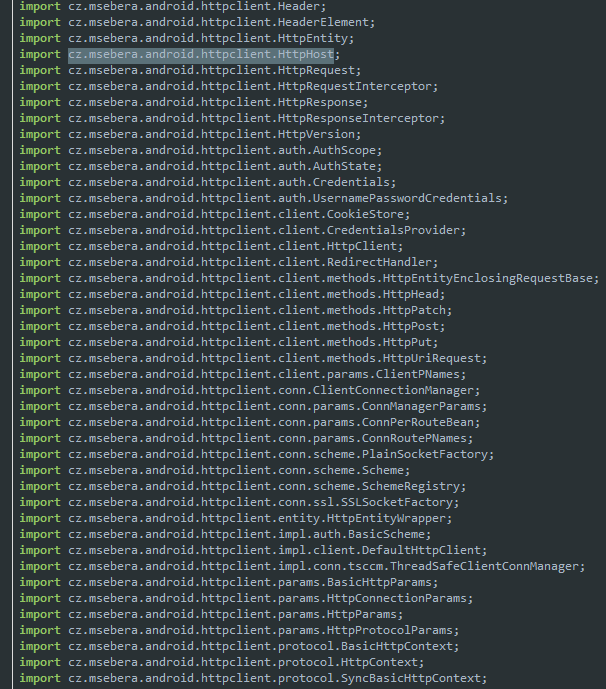 import cz.msebera.android.httpclient.Header;
import cz.msebera.android.httpclient.HeaderElement;
import cz.msebera.android.httpclient.HttpEntity;
import cz.msebera.android.httpclient.HttpHost;
import cz.msebera.android.httpclient.HttpRequest;
import cz.msebera.android.httpclient.HttpRequestInterceptor;
import cz.msebera.android.httpclient.HttpResponse;
import cz.msebera.android.httpclient.HttpResponseInterceptor;
import cz.msebera.android.httpclient.HttpVersion;
import cz.msebera.android.httpclient.auth.AuthScope;
import cz.msebera.android.httpclient.auth.AuthState;
import cz.msebera.android.httpclient.auth.Credentials;
import cz.msebera.android.httpclient.auth.UsernamePasswordCredentials;
import cz.msebera.android.httpclient.client.CookieStore;
import cz.msebera.android.httpclient.client.CredentialsProvider;
import cz.msebera.android.httpclient.client.HttpClient;
import cz.msebera.android.httpclient.client.RedirectHandler;
import cz.msebera.android.httpclient.client.methods.HttpEntityEnclosingRequestBase;
import cz.msebera.android.httpclient.client.methods.HttpHead;
import cz.msebera.android.httpclient.client.methods.HttpPatch;
import cz.msebera.android.httpclient.client.methods.HttpPost;
import cz.msebera.android.httpclient.client.methods.HttpPut;
import cz.msebera.android.httpclient.client.methods.HttpUriRequest;
import cz.msebera.android.httpclient.client.params.ClientPNames;
import cz.msebera.android.httpclient.conn.ClientConnectionManager;
import cz.msebera.android.httpclient.conn.params.ConnManagerParams;
import cz.msebera.android.httpclient.conn.params.ConnPerRouteBean;
import cz.msebera.android.httpclient.conn.params.ConnRoutePNames;
import cz.msebera.android.httpclient.conn.scheme.PlainSocketFactory;
import cz.msebera.android.httpclient.conn.scheme.Scheme;
import cz.msebera.android.httpclient.conn.scheme.SchemeRegistry;
import cz.msebera.android.httpclient.conn.ssl.SSLSocketFactory;
import cz.msebera.android.httpclient.entity.HttpEntityWrapper;
import cz.msebera.android.httpclient.impl.auth.BasicScheme;
import cz.msebera.android.httpclient.impl.client.DefaultHttpClient;
import cz.msebera.android.httpclient.impl.conn.tsccm.ThreadSafeClientConnManager;
import cz.msebera.android.httpclient.params.BasicHttpParams;
import cz.msebera.android.httpclient.params.HttpConnectionParams;
import cz.msebera.android.httpclient.params.HttpParams;
import cz.msebera.android.httpclient.params.HttpProtocolParams;
import cz.msebera.android.httpclient.protocol.BasicHttpContext;
import cz.msebera.android.httpclient.protocol.HttpContext;
import cz.msebera.android.httpclient.protocol.SyncBasicHttpContext;